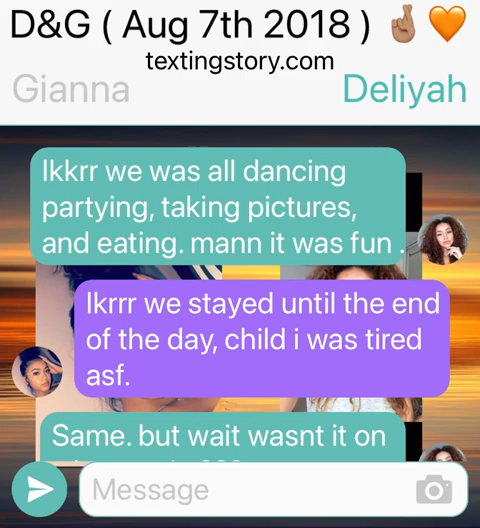 D&G ( Aug 7th 2018 ) 🤞🏽🧡
textingstory.com
Gianna Deliyah
Ikkrr we was all dancing
partying, taking pictures,
and eating. mann it was fun .
Ikrrr we stayed until the end
of the day, child i was tired
asf.
Same. but wait wasnt it on
Message